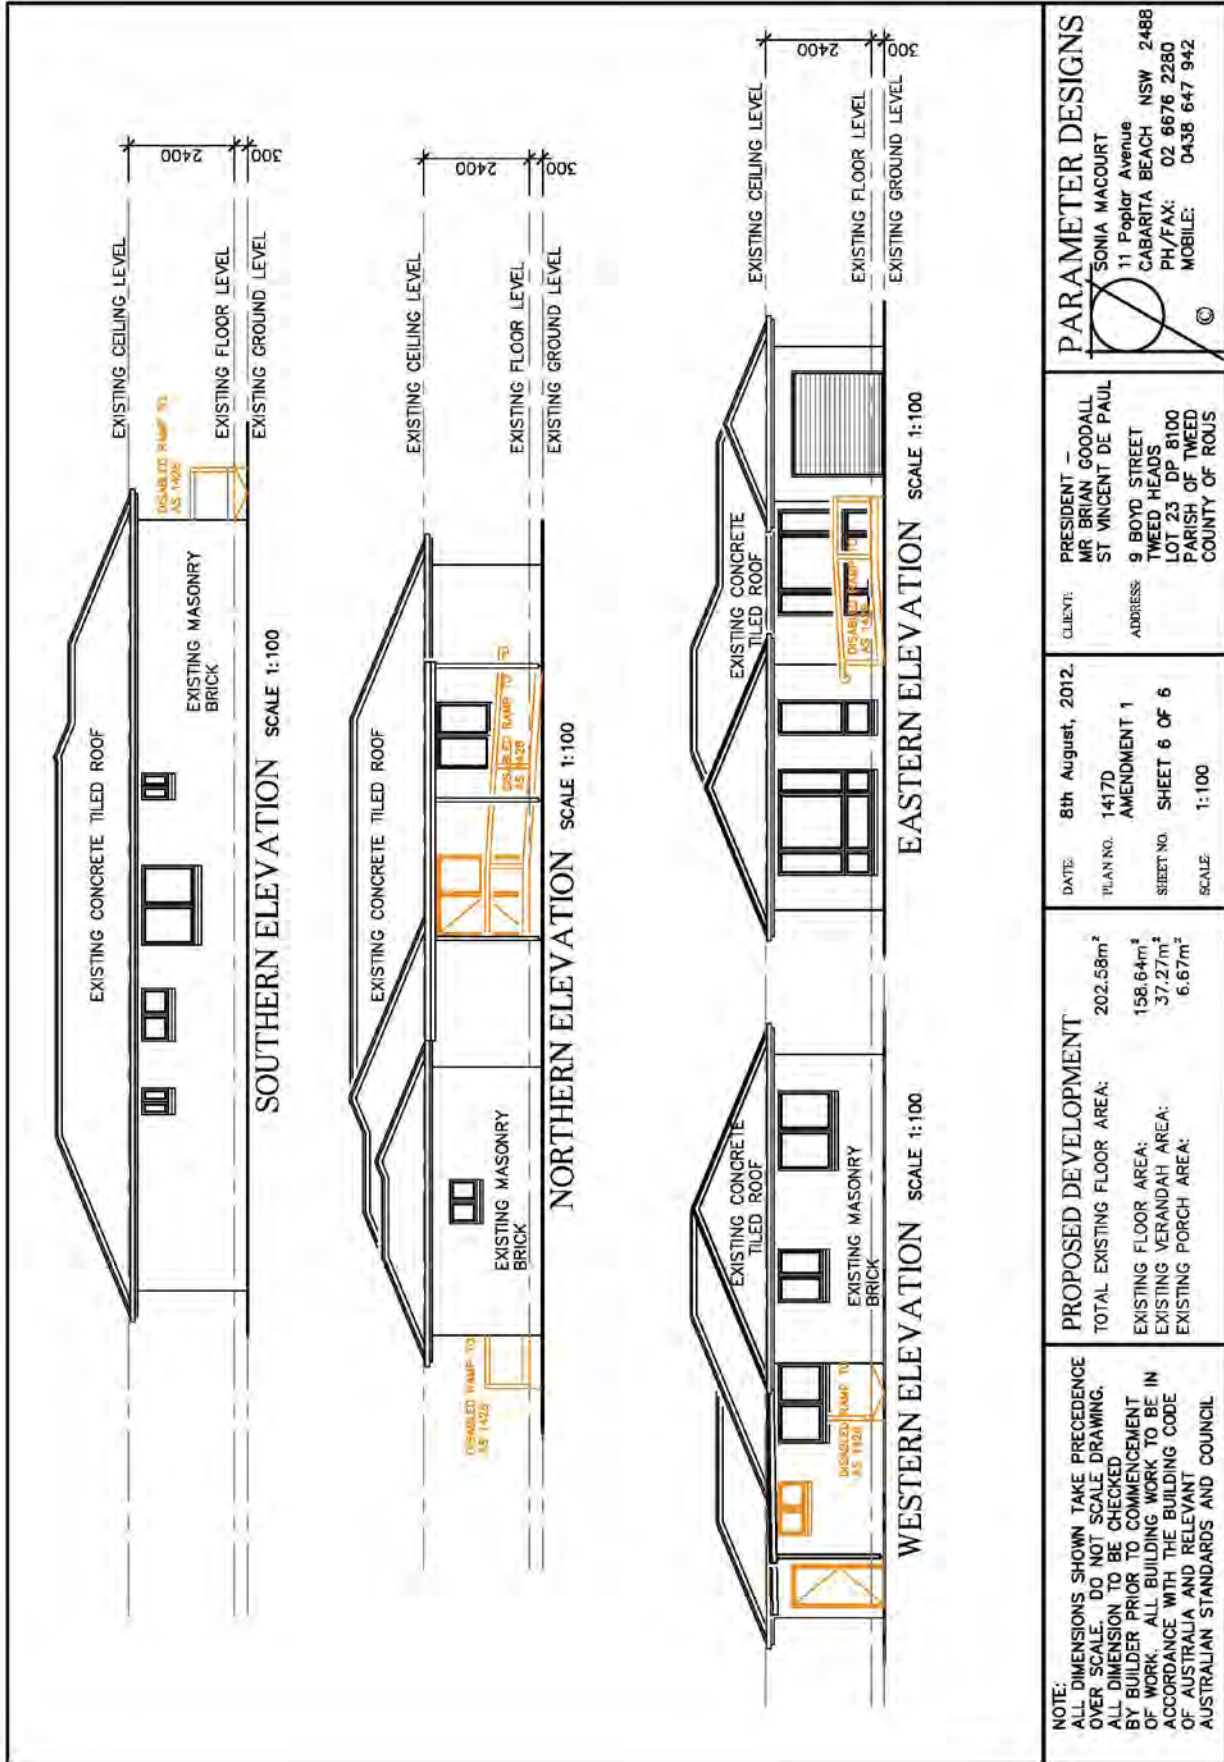 EXISTING CONCRETE TILED ROOF
EXISTING MASONRY
BRICK
DISABLED RAMP TO
AS 1428
EXISTING CEILING LEVEL
EXISTING FLOOR LEVEL
EXISTING GROUND LEVEL
2400
300
SOUTHERN ELEVATION SCALE 1:100
DISABLED RAMP TO
AS 1428
EXISTING MASONRY
BRICK
EXISTING CONCRETE TILED ROOF
DISABLED RAMP TO
AS 1428
EXISTING CEILING LEVEL
EXISTING FLOOR LEVEL
EXISTING GROUND LEVEL
2400
300
NORTHERN ELEVATION SCALE 1:100
DISABLED RAMP TO
AS 1428
EXISTING CONCRETE
TILED ROOF
EXISTING MASONRY
BRICK
WESTERN ELEVATION SCALE 1:100
EXISTING CONCRETE
TILED ROOF
DISABLED RAMP TO
AS 1428
EXISTING CEILING LEVEL
EXISTING FLOOR LEVEL
EXISTING GROUND LEVEL
2400
300
EASTERN ELEVATION SCALE 1:100
NOTE:
ALL DIMENSIONS SHOWN TAKE PRECEDENCE
OVER SCALE. DO NOT SCALE DRAWING.
ALL DIMENSION TO BE CHECKED
BY BUILDER PRIOR TO COMMENCEMENT
OF WORK. ALL BUILDING WORK TO BE IN
ACCORDANCE WITH THE BUILDING CODE
OF AUSTRALIA AND RELEVANT
AUSTRALIAN STANDARDS AND COUNCIL
PROPOSED DEVELOPMENT
TOTAL EXISTING FLOOR AREA: 202.58m²
EXISTING FLOOR AREA: 158.64m²
EXISTING VERANDAH AREA: 37.27m²
EXISTING PORCH AREA: 6.67m²
DATE: 8th August, 2012.
PLAN NO. 1417D
AMENDMENT 1
SHEET NO. SHEET 6 OF 6
SCALE: 1:100
CLIENT: PRESIDENT –
MR BRIAN GOODALL
ST VINCENT DE PAUL
ADDRESS: 9 BOYD STREET
TWEED HEADS
LOT 23 DP 8100
PARISH OF TWEED
COUNTY OF ROUS
PARAMETER DESIGNS
SONIA MACOURT
11 Poplar Avenue
CABARITA BEACH NSW 2488
PH/FAX: 02 6676 2280
MOBILE: 0438 647 942
©